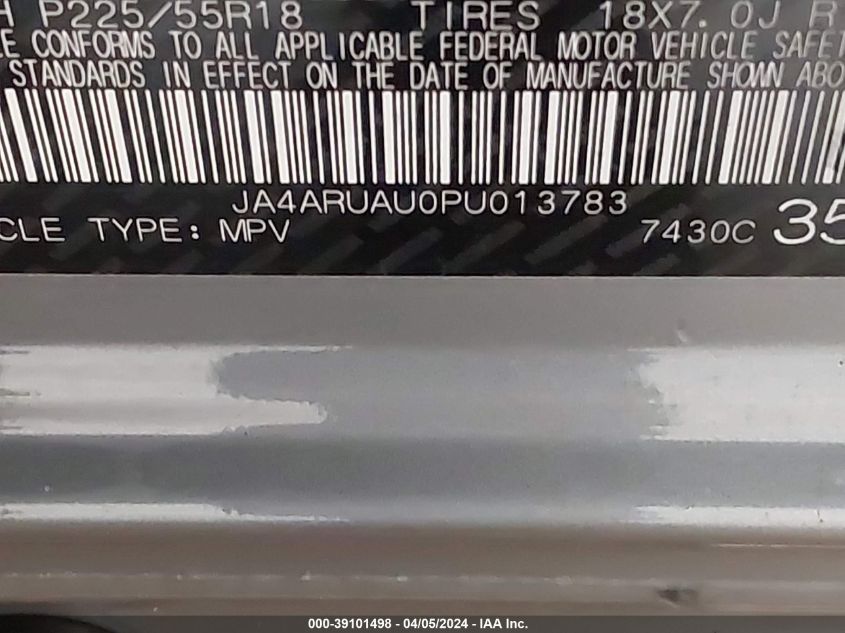 H P225/55R18 TIRES 18X7.0J R
LE CONFORMS TO ALL APPLICABLE FEDERAL MOTOR VEHICLE SAFET
STANDARDS IN EFFECT ON THE DATE OF MANUFACTURE SHOWN ABO
JA4ARUAU0PU013783
CLE TYPE: MPV 7430C 35
000-39101498 - 04/05/2024 - IAA Inc.